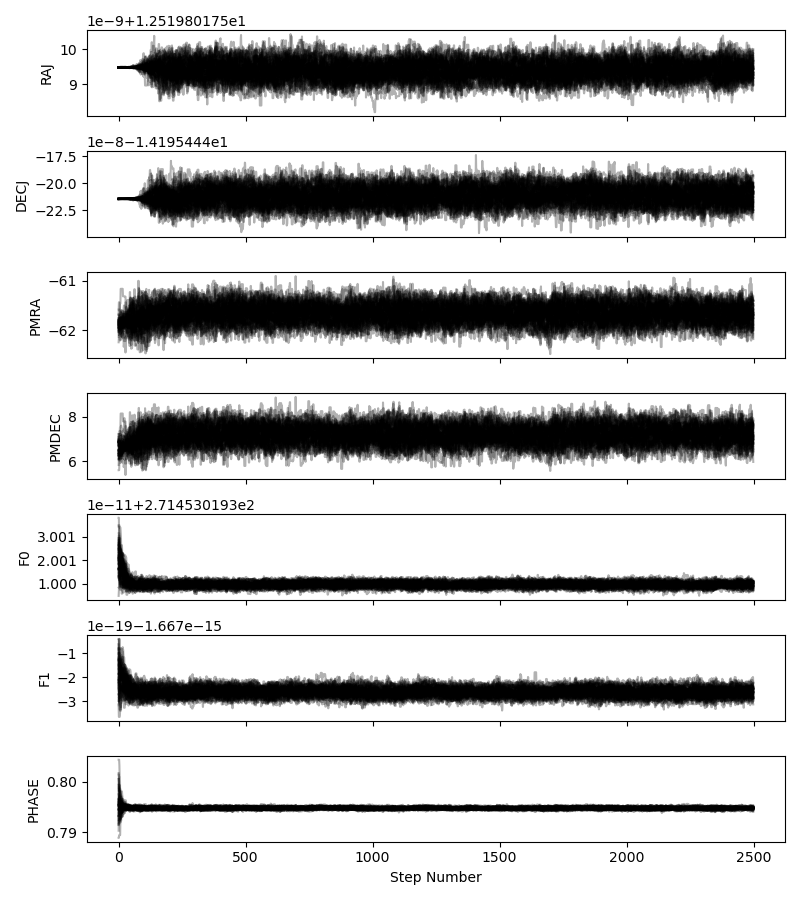 1e−9+1.251980175e1
10
9
RAJ
1e−8−1.4195444e1
−17.5
−20.0
−22.5
DECJ
−61
−62
PMRA
8
6
PMDEC
1e−11+2.714530193e2
3.001
2.001
1.000
F0
1e−19−1.667e−15
−1
−2
−3
F1
0.80
0.79
PHASE
0 500 1000 1500 2000 2500
Step Number